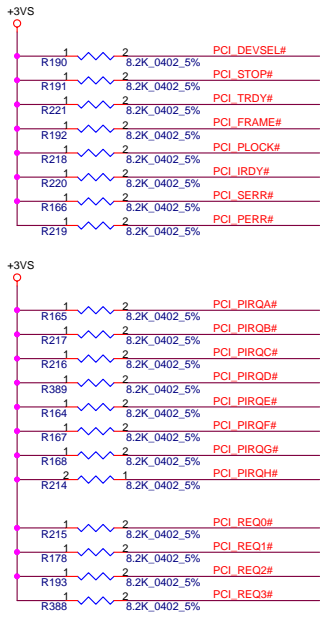 +3VS
1 2 PCI_DEVSEL#
R190 8.2K_0402_5%
1 2 PCI_STOP#
R191 8.2K_0402_5%
1 2 PCI_TRDY#
R221 8.2K_0402_5%
1 2 PCI_FRAME#
R192 8.2K_0402_5%
1 2 PCI_PLOCK#
R218 8.2K_0402_5%
1 2 PCI_IRDY#
R220 8.2K_0402_5%
1 2 PCI_SERR#
R166 8.2K_0402_5%
1 2 PCI_PERR#
R219 8.2K_0402_5%
+3VS
1 2 PCI_PIRQA#
R165 8.2K_0402_5%
1 2 PCI_PIRQB#
R217 8.2K_0402_5%
1 2 PCI_PIRQC#
R216 8.2K_0402_5%
1 2 PCI_PIRQD#
R389 8.2K_0402_5%
1 2 PCI_PIRQE#
R164 8.2K_0402_5%
1 2 PCI_PIRQF#
R167 8.2K_0402_5%
1 2 PCI_PIRQG#
R168 8.2K_0402_5%
2 1 PCI_PIRQH#
R214 8.2K_0402_5%
1 2 PCI_REQ0#
R215 8.2K_0402_5%
1 2 PCI_REQ1#
R178 8.2K_0402_5%
1 2 PCI_REQ2#
R193 8.2K_0402_5%
1 2 PCI_REQ3#
R388 8.2K_0402_5%